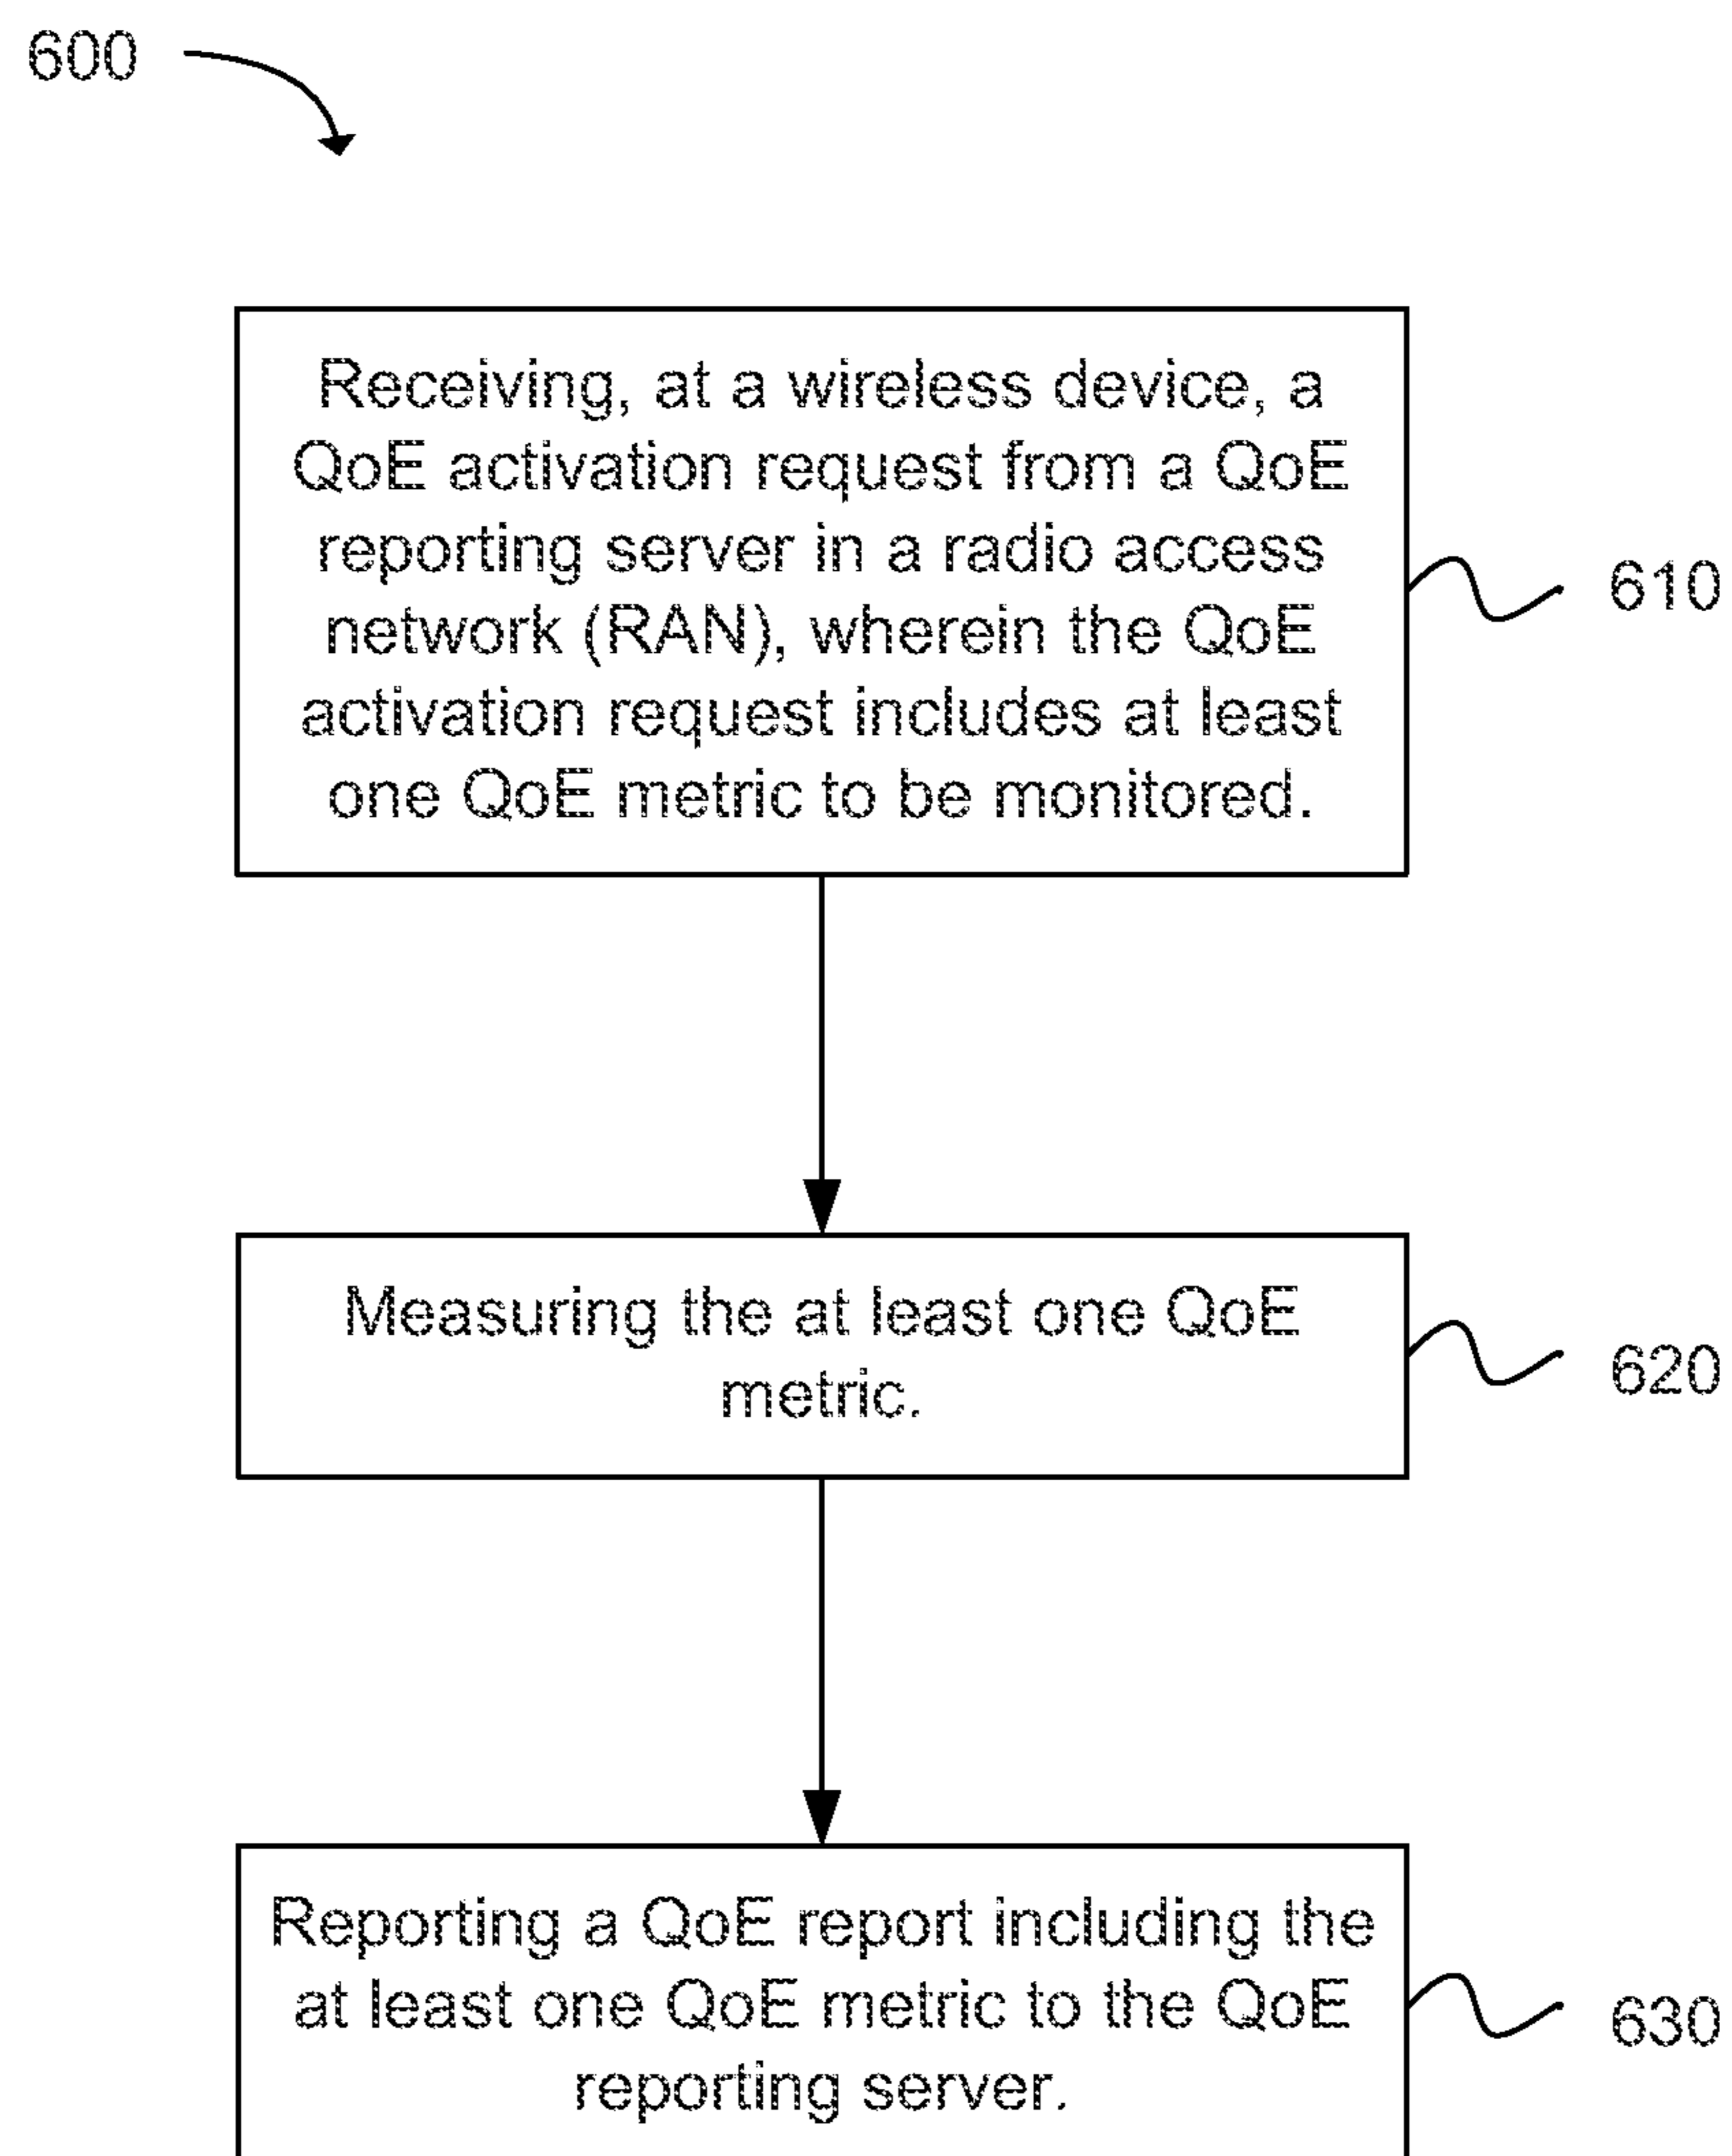 600
Receiving, at a wireless device, a
QoE activation request from a QoE
reporting server in a radio access
network (RAN), wherein the QoE
activation request includes at least
one QoE metric to be monitored.
610
Measuring the at least one QoE
metric.
620
Reporting a QoE report including the
at least one QoE metric to the QoE
reporting server.
630